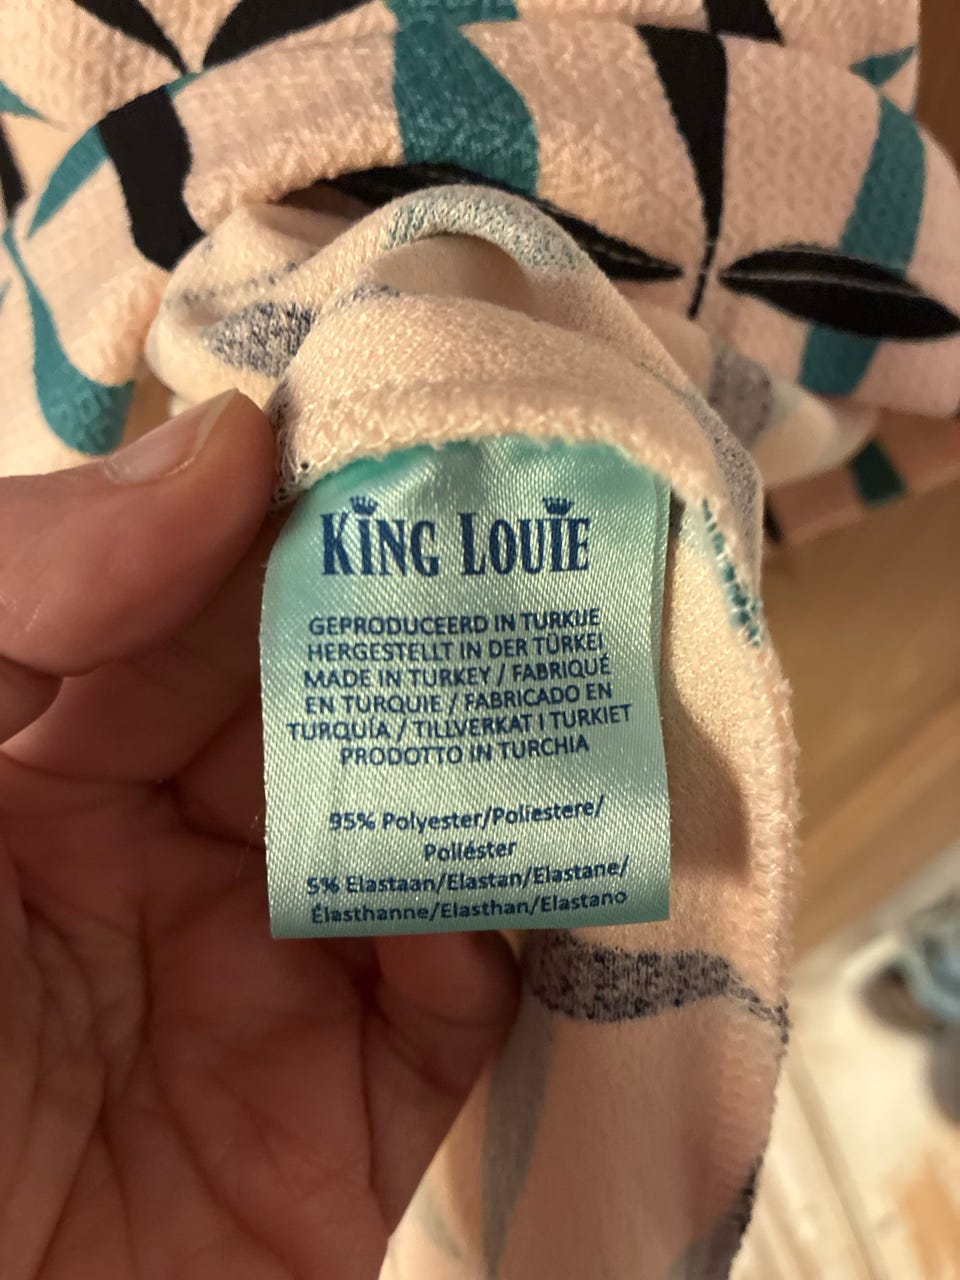 KING LOUIE
GEPRODUCEERD IN TURKIJE
HERGESTELLT IN DER TÜRKEI
MADE IN TURKEY / FABRIQUÉ
EN TURQUIE / FABRICADO EN
TURQUÍA / TILLVERKAT I TURKIET
PRODOTTO IN TURCHIA
95% Polyester/Poliestere/
Poliéster
5% Elastaan/Elastan/Elastane/
Élasthanne/Elasthan/Elastano